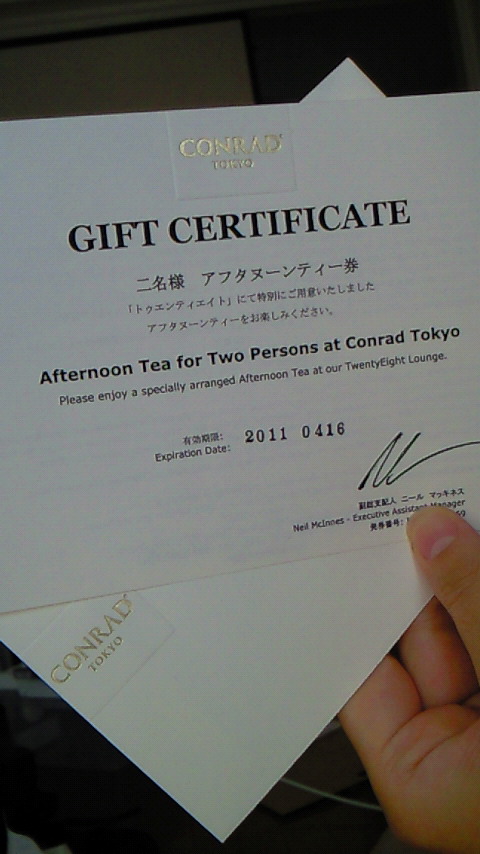 CONRAD
TOKYO
GIFT CERTIFICATE
二名様 アフタヌーンティー券
「トゥエンティエイト」にて特別にご用意いたしました
アフタヌーンティーをお楽しみください。
Afternoon Tea for Two Persons at Conrad Tokyo
Please enjoy a specially arranged Afternoon Tea at our TwentyEight Lounge.
有効期限:
Expiration Date:
2011 0416
副総支配人 ニール マッキネス
Neil McInnes - Executive Assistant Manager
発券番号:
CONRAD
TOKYO